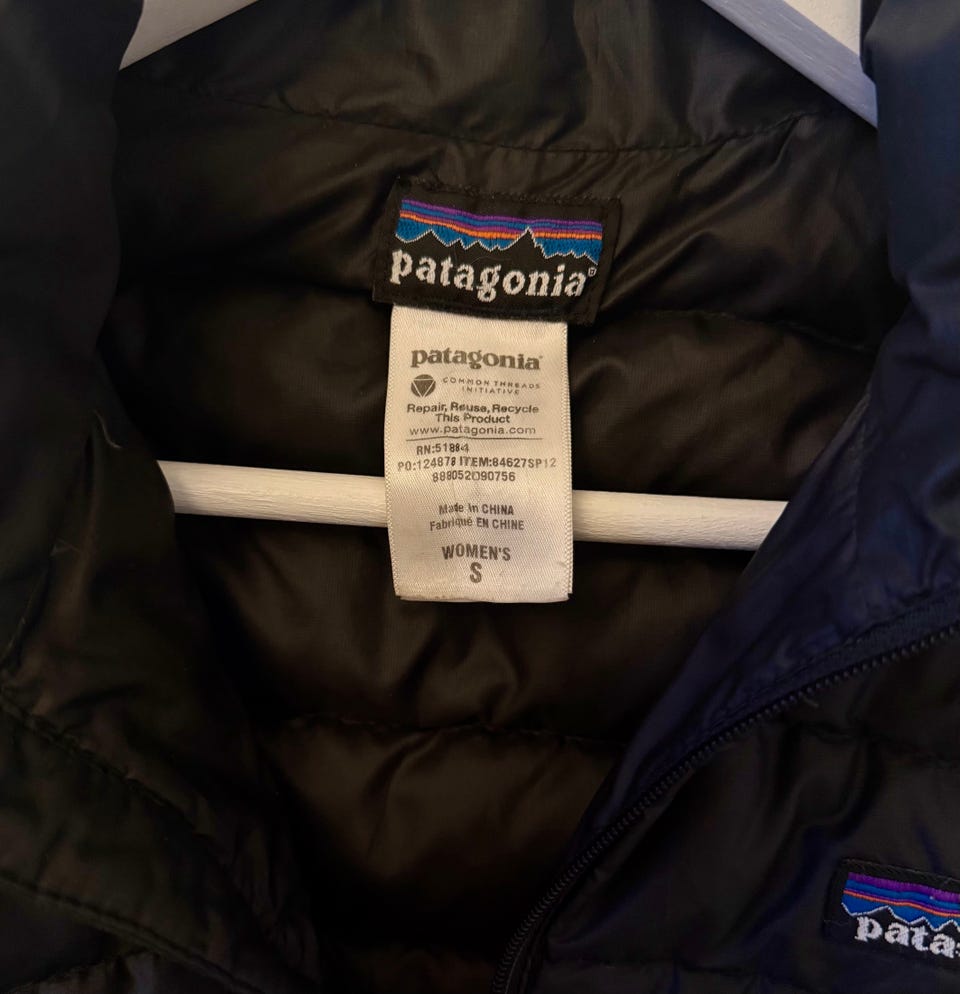 patagonia®
patagonia®
COMMON THREADS
INITIATIVE
Repair, Reuse, Recycle
This Product
www.patagonia.com
RN:51884
PO:124878 ITEM:84627SP12
888052090756
Made in CHINA
Fabriqué EN CHINE
WOMEN'S
S
pata